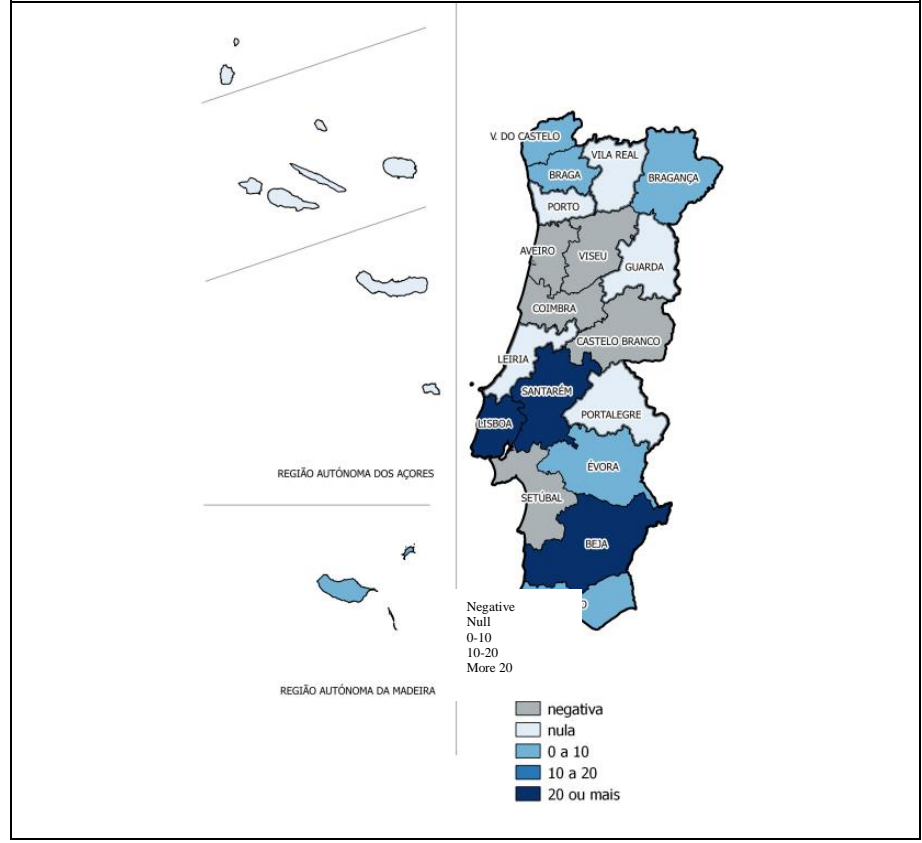 V. DO CASTELO
VILA REAL
BRAGA
BRAGANÇA
PORTO
AVEIRO
VISEU
GUARDA
COIMBRA
CASTELO BRANCO
LEIRIA
SANTARÉM
PORTALEGRE
LISBOA
ÉVORA
REGIÃO AUTÓNOMA DOS AÇORES
SETÚBAL
BEJA
Negative
Null
0-10
10-20
More 20
REGIÃO AUTÓNOMA DA MADEIRA
negativa
nula
0 a 10
10 a 20
20 ou mais